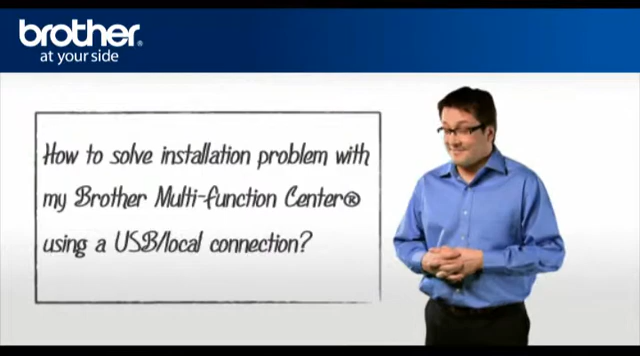 brother®
at your side
How to solve installation problem with
my Brother Multi-function Center®
using a USB/local connection?